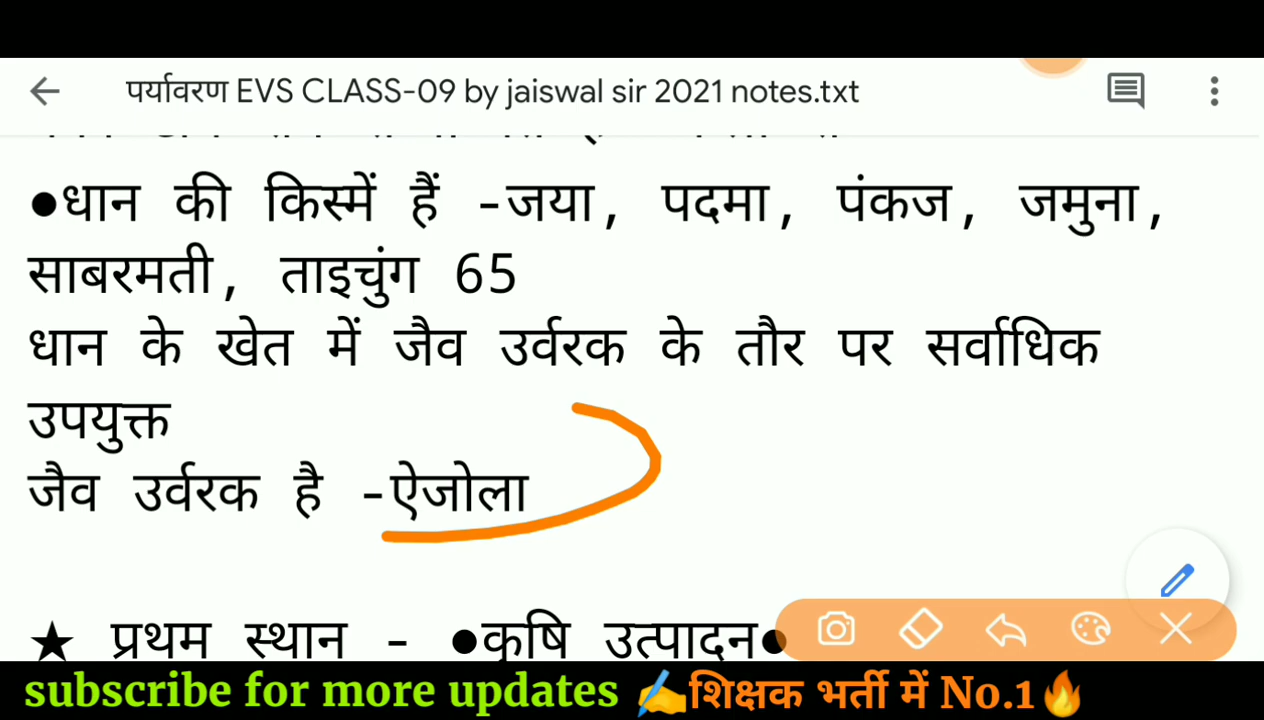 पर्यावरण EVS CLASS-09 by jaiswal sir 2021 notes.txt
●धान की किस्में हैं -जया, पदमा, पंकज, जमुना,
साबरमती, ताइचुंग 65
धान के खेत में जैव उर्वरक के तौर पर सर्वाधिक
उपयुक्त
जैव उर्वरक है -ऐजोला
★ प्रथम स्थान - ●कृषि उत्पादन●
subscribe for more updates ✍️शिक्षक भर्ती में No.1🔥